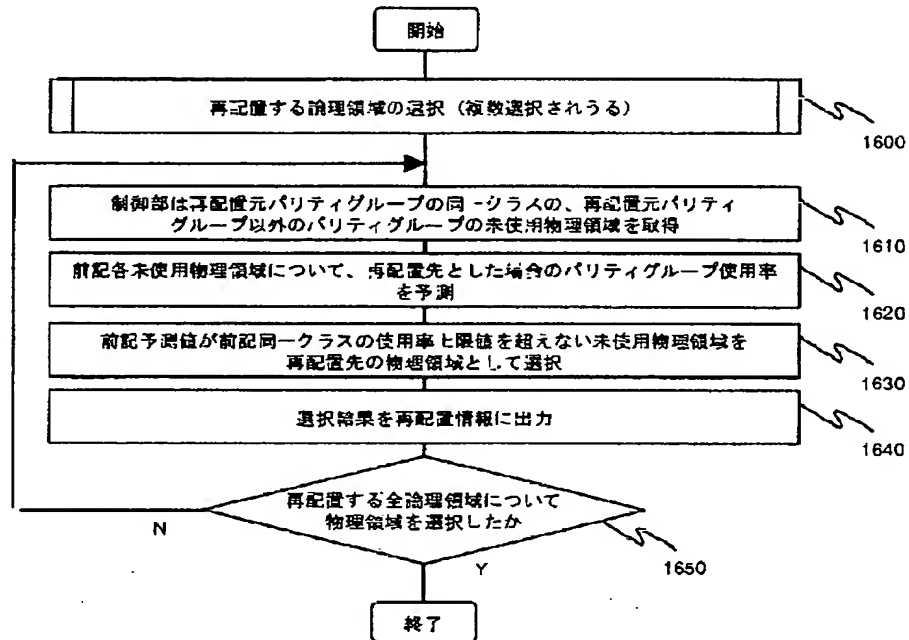 開始
再配置する論理領域の選択（複数選択されうる）
1600
制御部は再配置元パリティグループの同一クラスの、再配置元パリティ
グループ以外のパリティグループの未使用物理領域を取得
1610
前記各未使用物理領域について、再配置先とした場合のパリティグループ使用率
を予測
1620
前記予測値が前記同一クラスの使用率上限値を超えない未使用物理領域を
再配置先の物理領域として選択
1630
選択結果を再配置情報に出力
1640
再配置する全論理領域について
物理領域を選択したか
N
Y
1650
終了